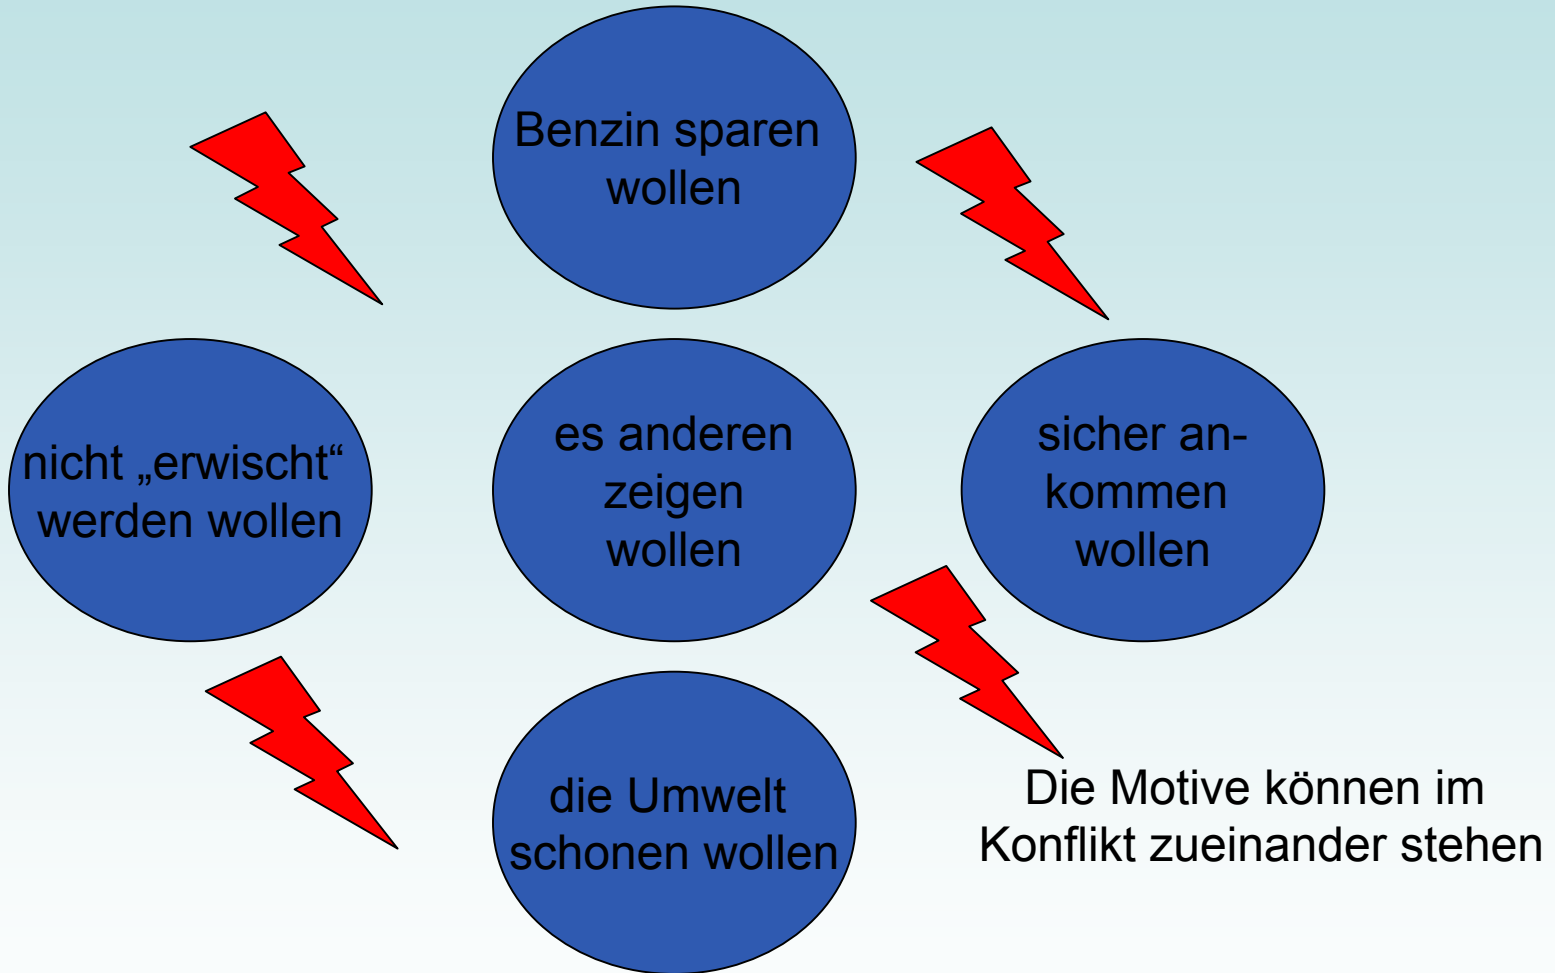 Benzin sparen
wollen
nicht „erwischt“
werden wollen
es anderen
zeigen
wollen
sicher an-
kommen
wollen
die Umwelt
schonen wollen
Die Motive können im
Konflikt zueinander stehen